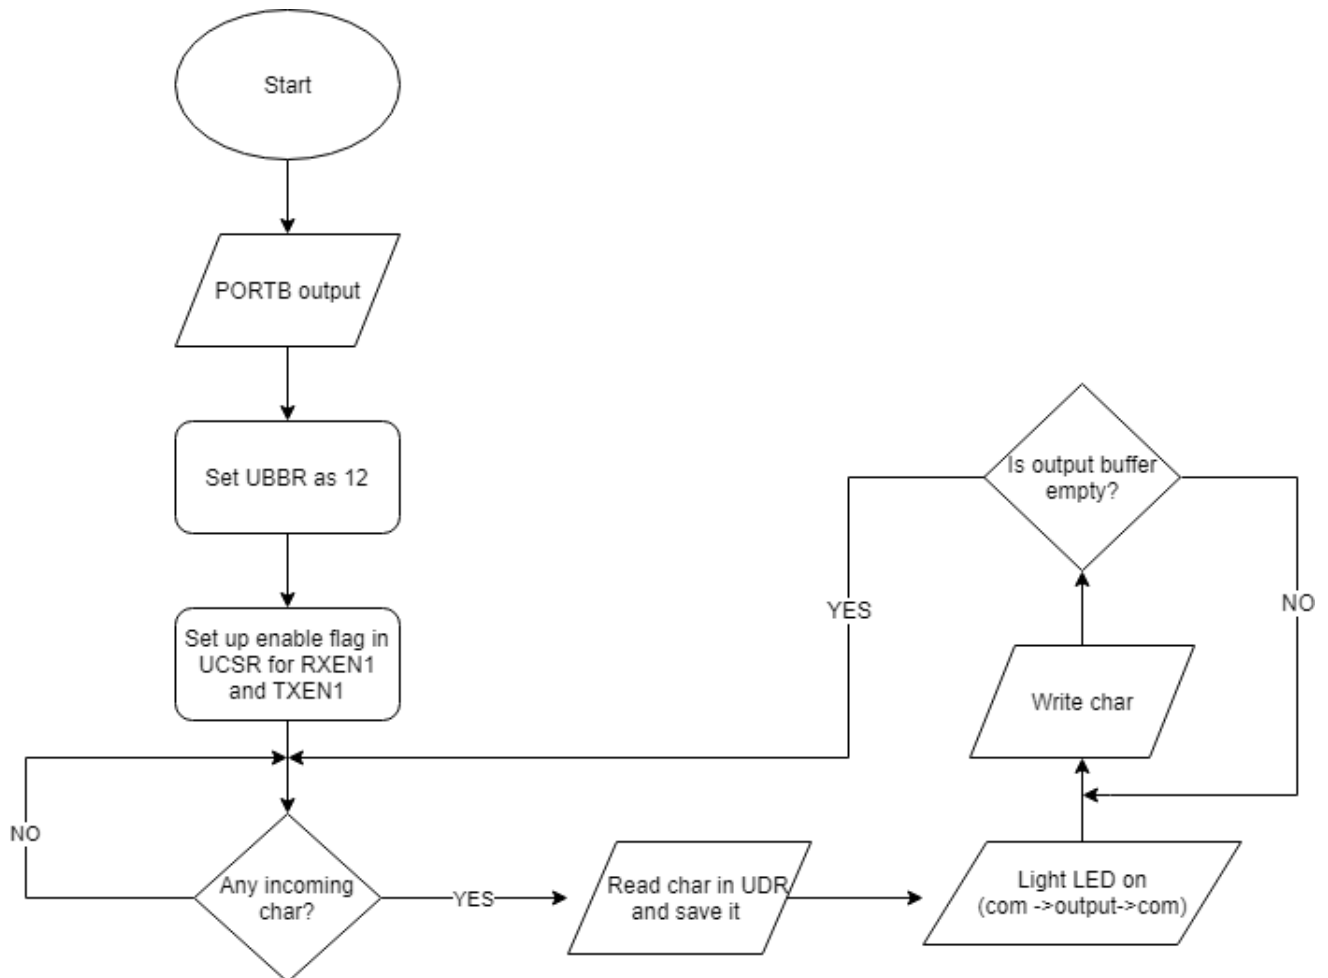 Start
PORTB output
Set UBBR as 12
Set up enable flag in
UCSR for RXEN1
and TXEN1
NO
Any incoming
char?
YES
Read char in UDR
and save it
Light LED on
(com ->output->com)
Write char
Is output buffer
empty?
YES
NO